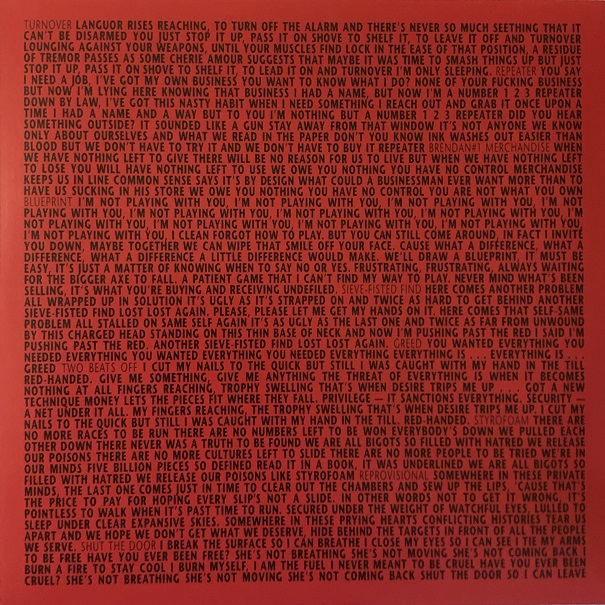 TURNOVER LANGUOR RISES REACHING, TO TURN OFF THE ALARM AND THERE'S NEVER SO MUCH SEETHING THAT IT
CAN'T BE DISARMED YOU JUST STOP IT UP, PASS IT ON SHOVE TO SHELF IT, TO LEAVE IT OFF AND TURNOVER
LOUNGING AGAINST YOUR WEAPONS, UNTIL YOUR MUSCLES FIND LOCK IN THE EASE OF THAT POSITION, A RESIDUE
OF TREMOR PASSES AS SOME CHERIE AMOUR SUGGESTS THAT MAYBE IT WAS TIME TO SMASH THINGS UP BUT JUST
STOP IT UP, PASS IT ON SHOVE TO SHELF IT, TO LEAD IT ON AND TURNOVER I'M ONLY SLEEPING. REPEATER YOU SAY
I NEED A JOB, I'VE GOT MY OWN BUSINESS YOU WANT TO KNOW WHAT I DO? NONE OF YOUR FUCKING BUSINESS
BUT NOW I'M LYING HERE KNOWING THAT BUSINESS I HAD A NAME, BUT NOW I'M A NUMBER 1 2 3 REPEATER
DOWN BY LAW, I'VE GOT THIS NASTY HABIT WHEN I NEED SOMETHING I REACH OUT AND GRAB IT ONCE UPON A
TIME I HAD A NAME AND A WAY BUT TO YOU I'M NOTHING BUT A NUMBER 1 2 3 REPEATER DID YOU HEAR
SOMETHING OUTSIDE? IT SOUNDED LIKE A GUN STAY AWAY FROM THAT WINDOW IT'S NOT ANYONE WE KNOW
ONLY ABOUT OURSELVES AND WHAT WE READ IN THE PAPER DON'T YOU KNOW INK WASHES OUT EASIER THAN
BLOOD BUT WE DON'T HAVE TO TRY IT AND WE DON'T HAVE TO BUY IT REPEATER BRENDAN#1 MERCHANDISE WHEN
WE HAVE NOTHING LEFT TO GIVE THERE WILL BE NO REASON FOR US TO LIVE BUT WHEN WE HAVE NOTHING LEFT
TO LOSE YOU WILL HAVE NOTHING LEFT TO USE WE OWE YOU NOTHING YOU HAVE NO CONTROL MERCHANDISE
KEEPS US IN LINE COMMON SENSE SAYS IT'S BY DESIGN WHAT COULD A BUSINESSMAN EVER WANT MORE THAN TO
HAVE US SUCKING IN HIS STORE WE OWE YOU NOTHING YOU HAVE NO CONTROL YOU ARE NOT WHAT YOU OWN
BLUEPRINT I'M NOT PLAYING WITH YOU, I'M NOT PLAYING WITH YOU, I'M NOT PLAYING WITH YOU, I'M NOT
PLAYING WITH YOU, I'M NOT PLAYING WITH YOU, I'M NOT PLAYING WITH YOU, I'M NOT PLAYING WITH YOU, I'M
NOT PLAYING WITH YOU, I'M NOT PLAYING WITH YOU, I'M NOT PLAYING WITH YOU, I'M NOT PLAYING WITH YOU,
I'M NOT PLAYING WITH YOU, I CLEAN FORGOT HOW TO PLAY. BUT YOU CAN STILL COME AROUND. IN FACT I INVITE
YOU DOWN, MAYBE TOGETHER WE CAN WIPE THAT SMILE OFF YOUR FACE. CAUSE WHAT A DIFFERENCE, WHAT A
DIFFERENCE, WHAT A DIFFERENCE A LITTLE DIFFERENCE WOULD MAKE. WE'LL DRAW A BLUEPRINT, IT MUST BE
EASY, IT'S JUST A MATTER OF KNOWING WHEN TO SAY NO OR YES. FRUSTRATING, FRUSTRATING, ALWAYS WAITING
FOR THE BIGGER AXE TO FALL. A PATIENT GAME THAT I CAN'T FIND MY WAY TO PLAY. NEVER MIND WHAT'S BEEN
SELLING, IT'S WHAT YOU'RE BUYING AND RECEIVING UNDEFILED. SIEVE-FISTED FIND HERE COMES ANOTHER PROBLEM
ALL WRAPPED UP IN SOLUTION IT'S UGLY AS IT'S STRAPPED ON AND TWICE AS HARD TO GET BEHIND ANOTHER
SIEVE-FISTED FIND LOST LOST AGAIN. PLEASE, PLEASE LET ME GET MY HANDS ON IT. HERE COMES THAT SELF-SAME
PROBLEM ALL STALLED ON SAME SELF AGAIN IT'S AS UGLY AS THE LAST ONE AND TWICE AS FAR FROM UNWOUND
BY THIS CHARGED HEAD STANDING ON THIS THIN BASE OF NECK AND NOW I'M PUSHING PAST THE RED I SAID I'M
PUSHING PAST THE RED. ANOTHER SIEVE-FISTED FIND LOST LOST AGAIN. GREED YOU WANTED EVERYTHING YOU
NEEDED EVERYTHING YOU WANTED EVERYTHING YOU NEEDED EVERYTHING EVERYTHING IS . . . EVERYTHING IS . . .
GREED TWO BEATS OFF I CUT MY NAILS TO THE QUICK BUT STILL WAS CAUGHT WITH MY HAND IN THE TILL
RED-HANDED. GIVE ME SOMETHING, GIVE ME ANYTHING THE THREAT OF EVERYTHING IS WHEN IT BECOMES
NOTHING AT ALL FINGERS REACHING, TROPHY SWELLING THAT'S WHEN DESIRE TRIPS ME UP . . . . GOT A NEW
TECHNIQUE MONEY LETS THE PIECES FIT WHERE THEY FALL. PRIVILEGE — IT SANCTIONS EVERYTHING. SECURITY —
A NET UNDER IT ALL. MY FINGERS REACHING, THE TROPHY SWELLING THAT'S WHEN DESIRE TRIPS ME UP. I CUT MY
NAILS TO THE QUICK BUT STILL I WAS CAUGHT WITH MY HAND IN THE TILL. RED-HANDED. STYROFOAM THERE ARE
NO MORE RACES TO BE RUN THERE ARE NO NUMBERS LEFT TO BE WON EVERYBODY'S DOWN WE PULLED EACH
OTHER DOWN THERE NEVER WAS A TRUTH TO BE FOUND WE ARE ALL BIGOTS SO FILLED WITH HATRED WE RELEASE
OUR POISONS THERE ARE NO MORE CULTURES LEFT TO SLIDE THERE ARE NO MORE PEOPLE TO BE TRIED WE'RE IN
OUR MINDS FIVE BILLION PIECES SO DEFINED READ IT IN A BOOK, IT WAS UNDERLINED WE ARE ALL BIGOTS SO
FILLED WITH HATRED WE RELEASE OUR POISONS LIKE STYROFOAM REPROVISIONAL SOMEWHERE IN THESE PRIVATE
MINDS, THE LAST ONE COMES JUST IN TIME TO CLEAR OUT THE CHAMBERS AND SEW UP THE LIPS, 'CAUSE THAT'S
THE PRICE TO PAY FOR HOPING EVERY SLIP'S NOT A SLIDE. IN OTHER WORDS NOT TO GET IT WRONG, IT'S
POINTLESS TO WALK WHEN IT'S PAST TIME TO RUN. SECURED UNDER THE WEIGHT OF WATCHFUL EYES, LULLED TO
SLEEP UNDER CLEAR EXPANSIVE SKIES. SOMEWHERE IN THESE PRYING HEARTS CONFLICTING HISTORIES TEAR US
APART AND WE HOPE WE DON'T GET WHAT WE DESERVE, HIDE BEHIND THE TARGETS IN FRONT OF ALL THE PEOPLE
WE SERVE. SHUT THE DOOR I BREAK THE SURFACE SO I CAN BREATHE I CLOSE MY EYES SO I CAN SEE I TIE MY ARMS
TO BE FREE HAVE YOU EVER BEEN FREE? SHE'S NOT BREATHING SHE'S NOT MOVING SHE'S NOT COMING BACK I
BURN A FIRE TO STAY COOL I BURN MYSELF, I AM THE FUEL I NEVER MEANT TO BE CRUEL HAVE YOU EVER BEEN
CRUEL? SHE'S NOT BREATHING SHE'S NOT MOVING SHE'S NOT COMING BACK SHUT THE DOOR SO I CAN LEAVE